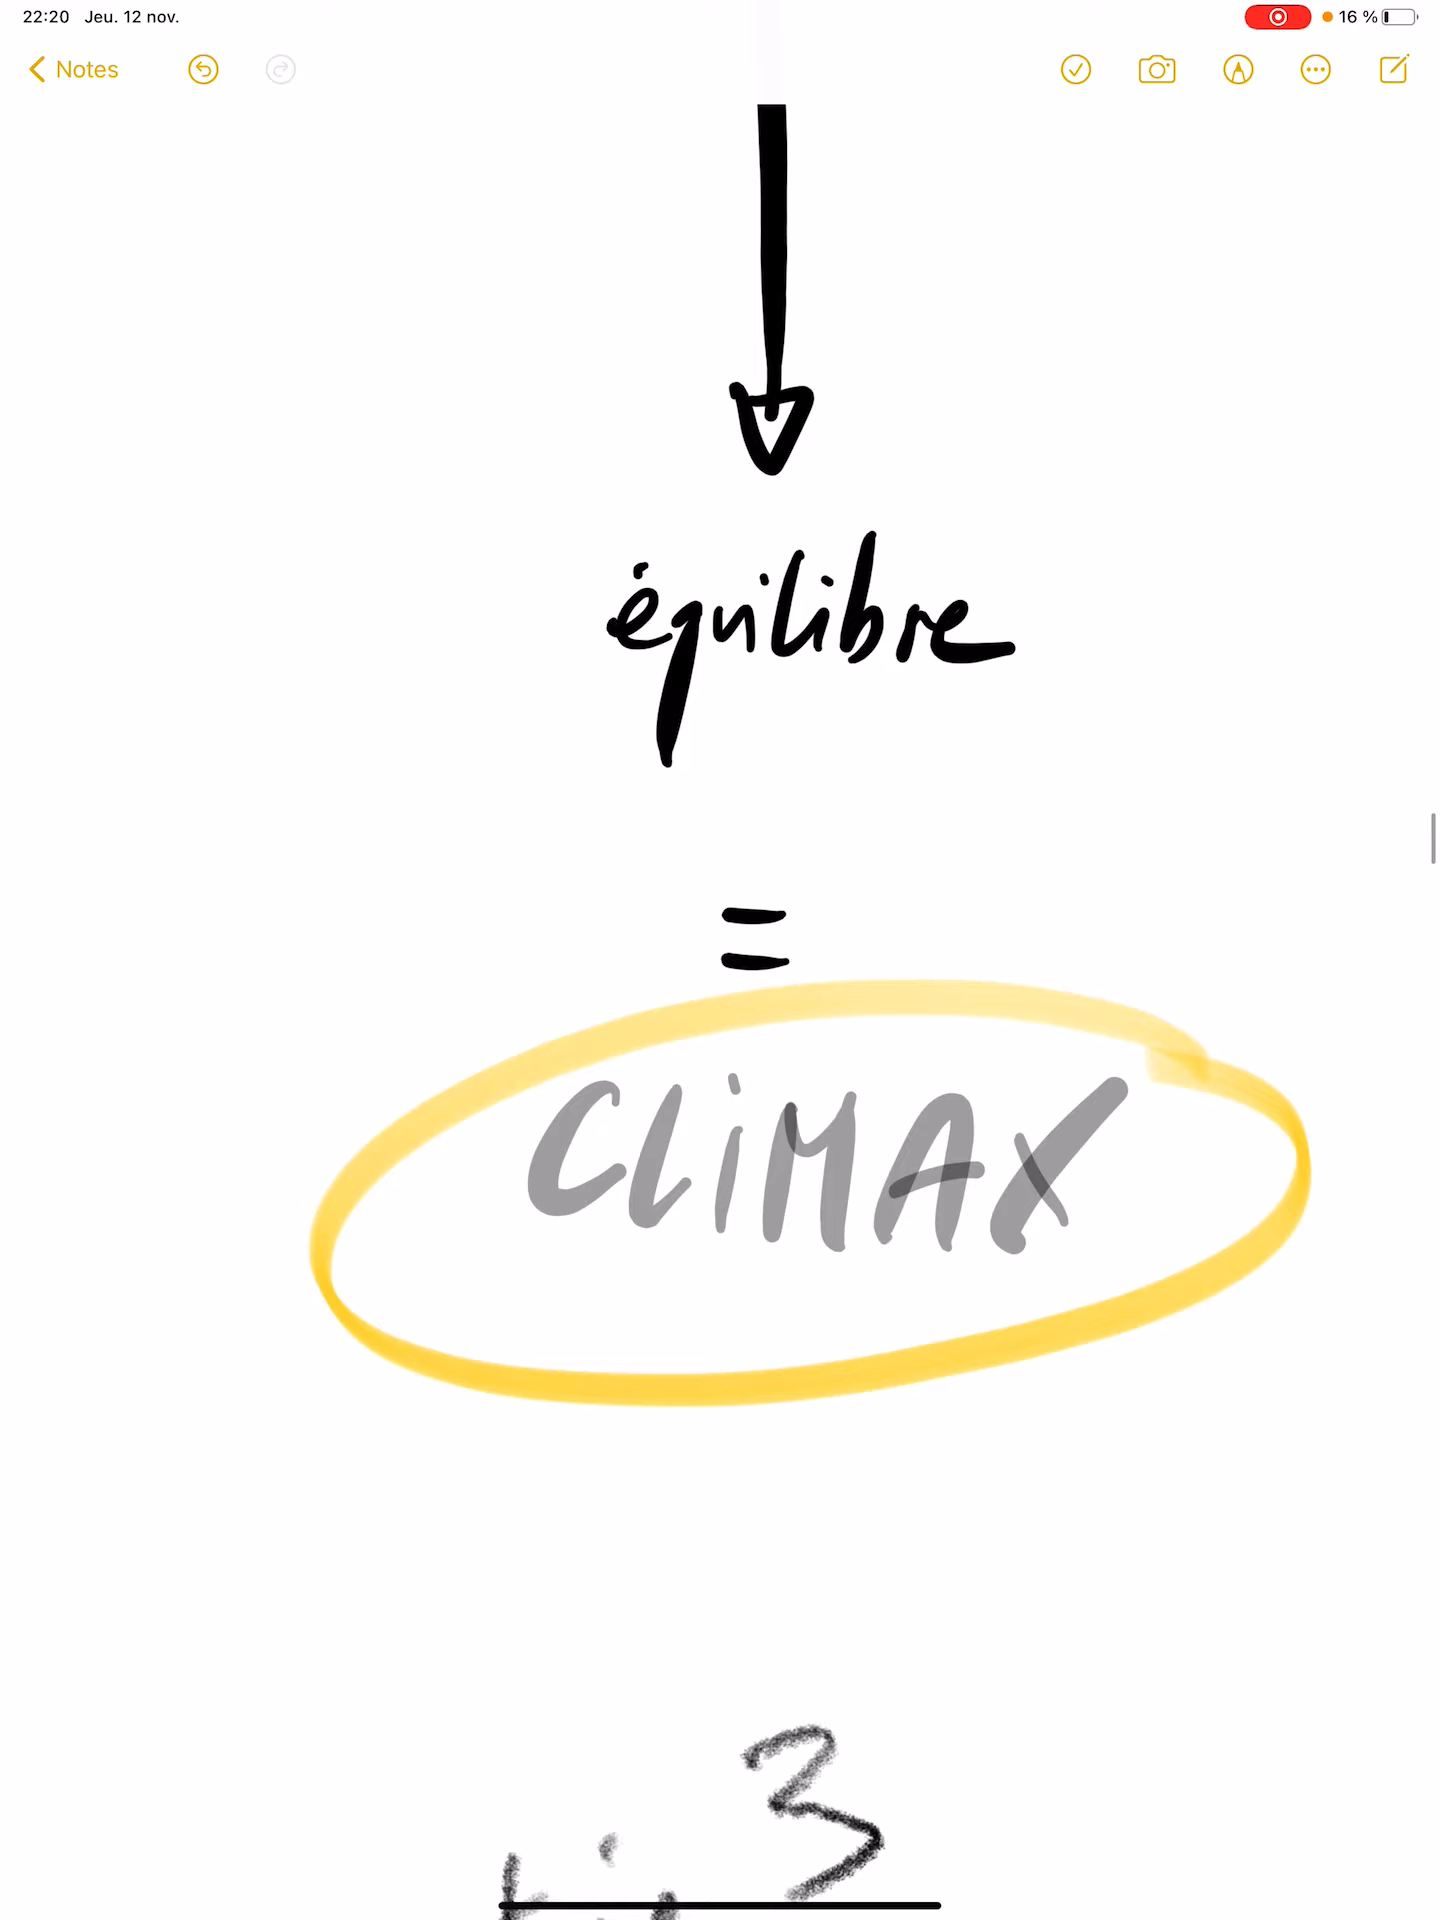 22:20 Jeu. 12 nov. 16 %
Notes
équilibre
=
CLiMAX
3